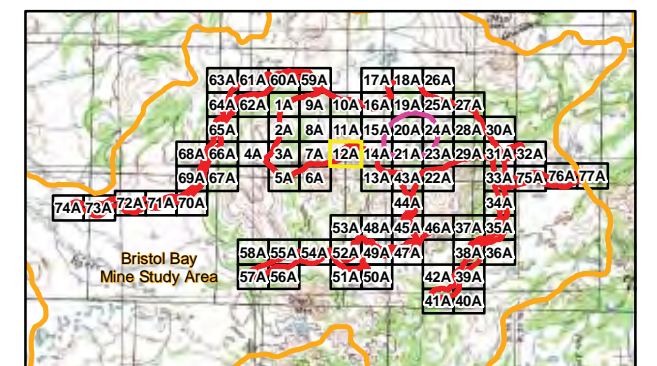 63A 61A 60A 59A 17A 18A 26A
64A 62A 1A 9A 10A 16A 19A 25A 27A
65A 2A 8A 11A 15A 20A 24A 28A 30A
68A 66A 4A 3A 7A 12A 14A 21A 23A 29A 31A 32A
69A 67A 5A 6A 13A 43A 22A 33A 75A 76A 77A
74A 73A 72A 71A 70A 44A 34A
53A 48A 45A 46A 37A 35A
58A 55A 54A 52A 49A 47A 38A 36A
57A 56A 51A 50A 42A 39A
41A 40A
Bristol Bay
Mine Study Area